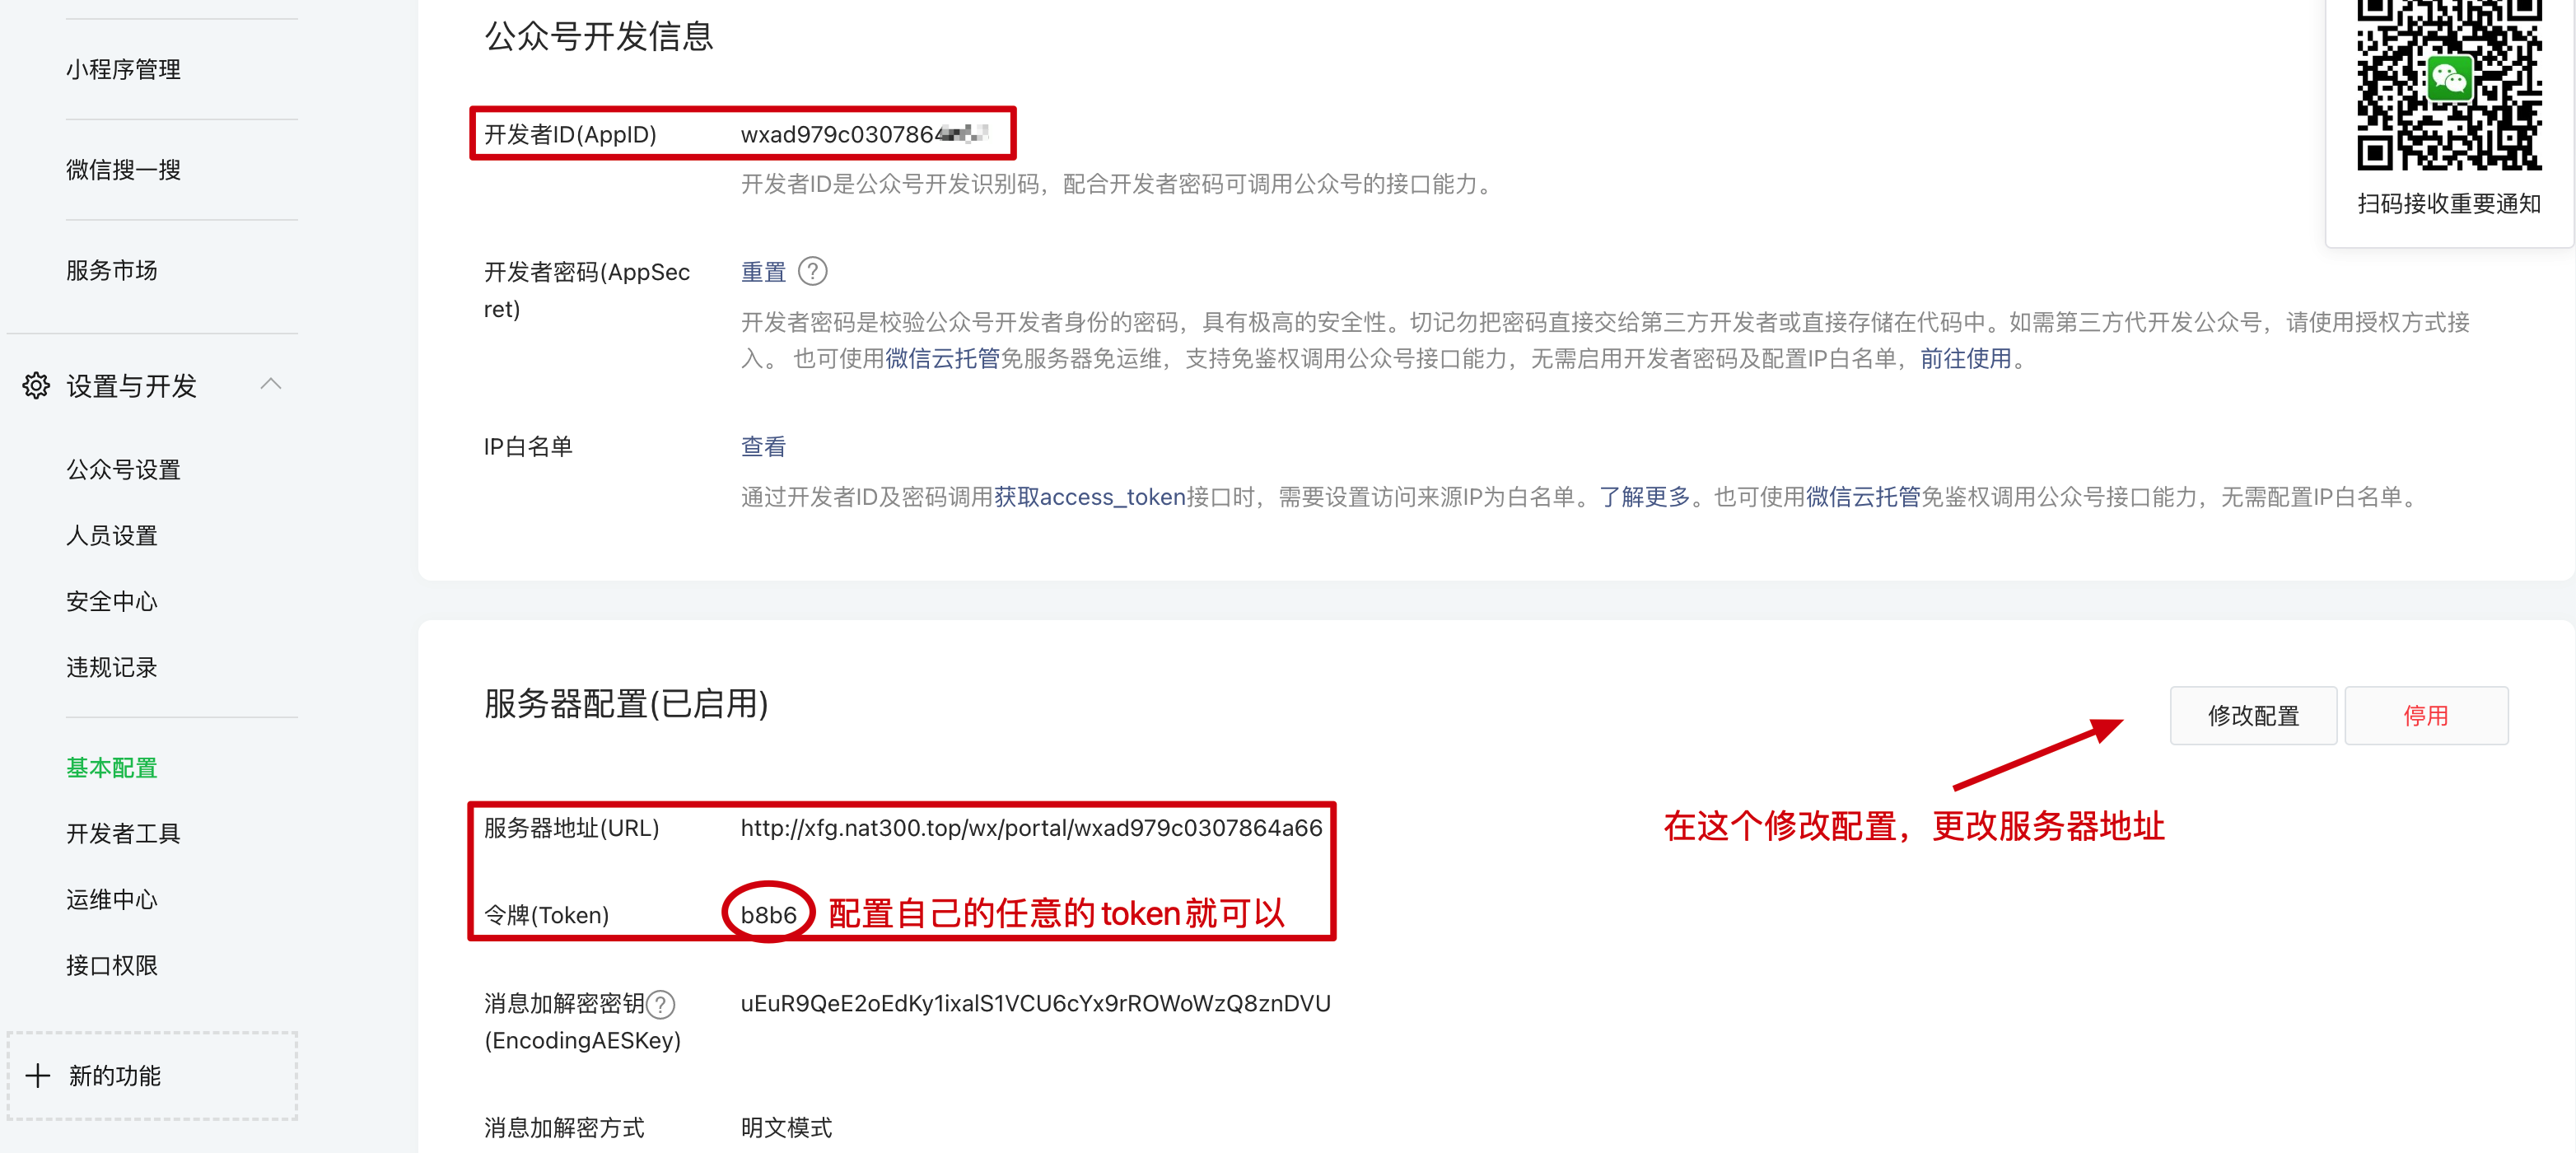 小程序管理
微信搜一搜
服务市场
设置与开发
公众号设置
人员设置
安全中心
违规记录
基本配置
开发者工具
运维中心
接口权限
新的功能
公众号开发信息
开发者ID(AppID) wxad979c0307864
开发者ID是公众号开发识别码，配合开发者密码可调用公众号的接口能力。
开发者密码(AppSec
ret)
重置 ?
开发者密码是校验公众号开发者身份的密码，具有极高的安全性。切记勿把密码直接交给第三方开发者或直接存储在代码中。如需第三方代开发公众号，请使用授权方式接
入。 也可使用微信云托管免服务器免运维，支持免鉴权调用公众号接口能力，无需启用开发者密码及配置IP白名单，前往使用。
IP白名单 查看
通过开发者ID及密码调用获取access_token接口时，需要设置访问来源IP为白名单。了解更多。也可使用微信云托管免鉴权调用公众号接口能力，无需配置IP白名单。
扫码接收重要通知
服务器配置(已启用)
修改配置 停用
在这个修改配置，更改服务器地址
服务器地址(URL) http://xfg.nat300.top/wx/portal/wxad979c0307864a66
令牌(Token) b8b6 配置自己的任意的token就可以
消息加解密密钥 ? uEuR9QeE2oEdKy1ixalS1VCU6cYx9rROWoWzQ8znDVU
(EncodingAESKey)
消息加解密方式 明文模式